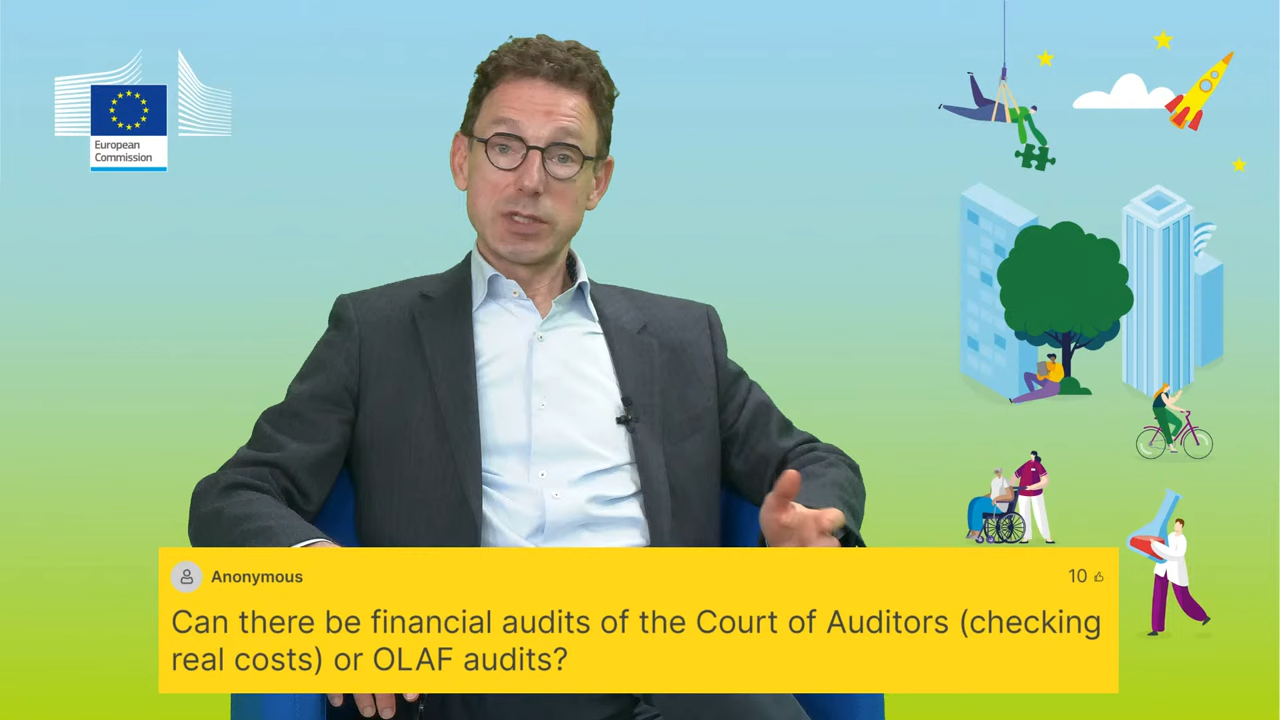 European
Commission
Anonymous
10
Can there be financial audits of the Court of Auditors (checking
real costs) or OLAF audits?